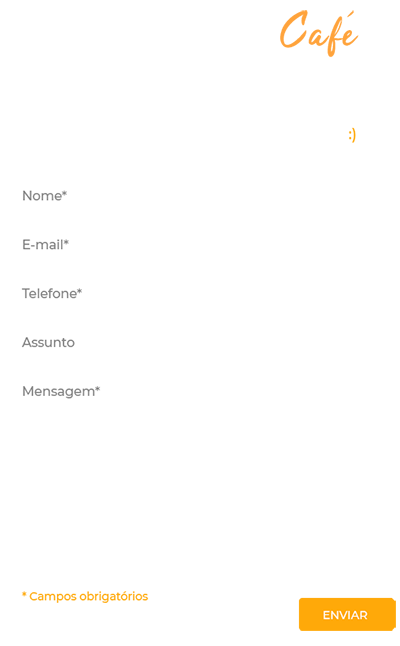 Café
:)
Nome*
E-mail*
Telefone*
Assunto
Mensagem*
* Campos obrigatórios
ENVIAR